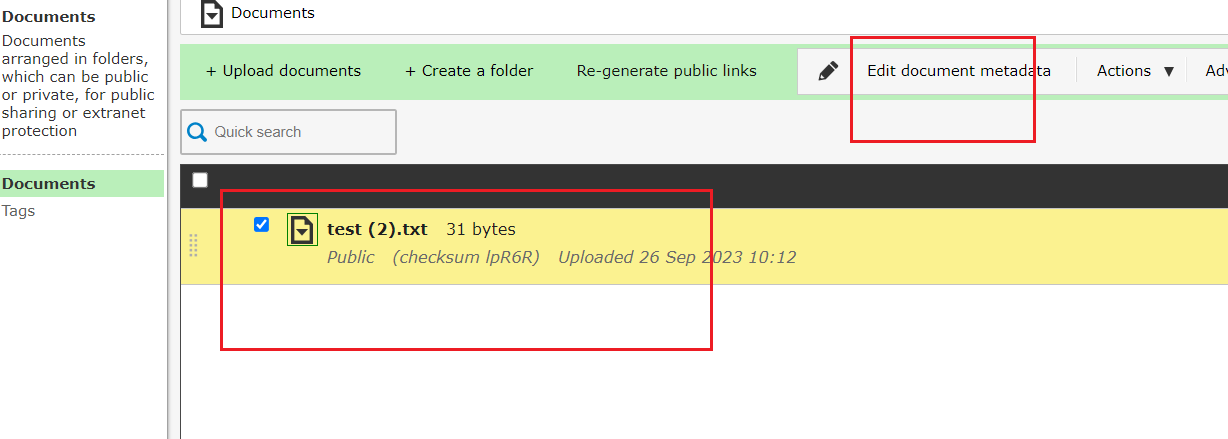 Documents
Documents
arranged in folders,
which can be public
or private, for public
sharing or extranet
protection
Documents
Tags
Documents
+ Upload documents + Create a folder Re-generate public links Edit document metadata Actions ▼ Adv
Quick search
test (2).txt 31 bytes
Public (checksum lpR6R) Uploaded 26 Sep 2023 10:12